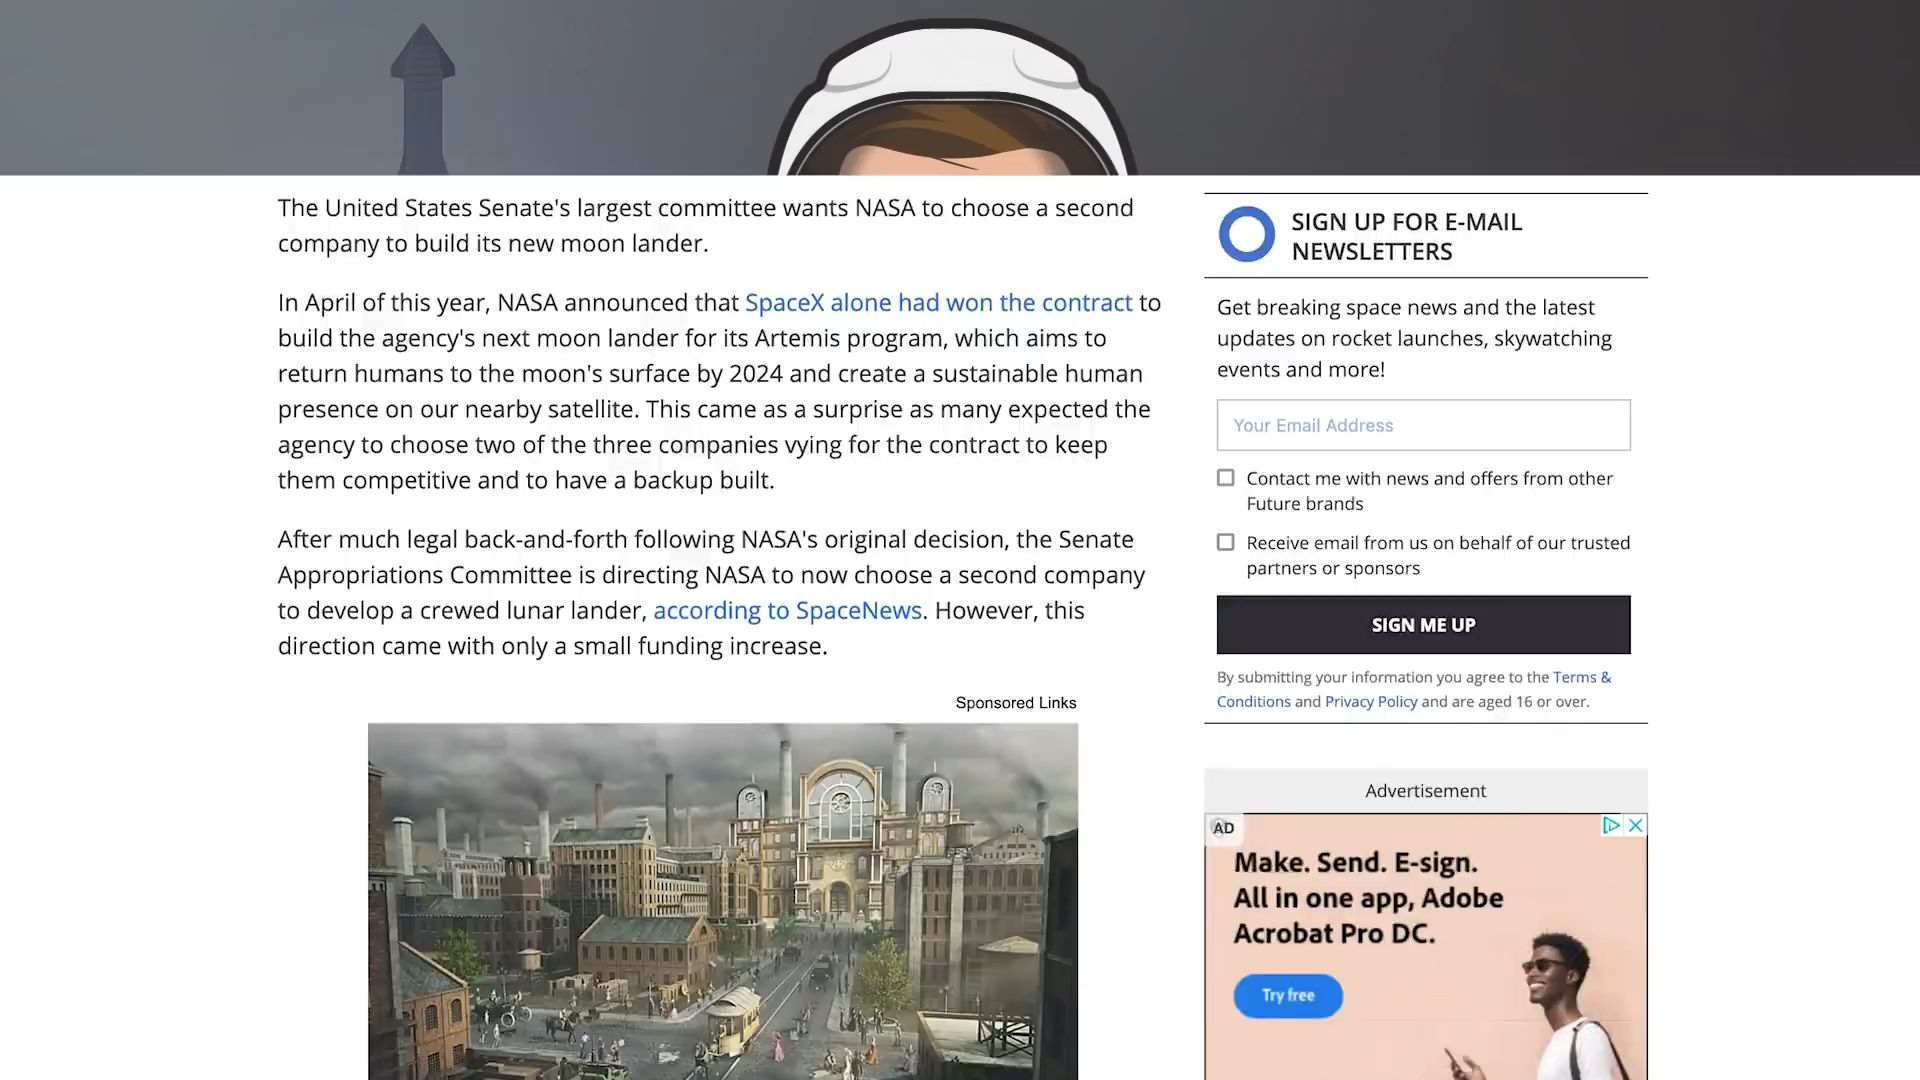 The United States Senate's largest committee wants NASA to choose a second
company to build its new moon lander.
In April of this year, NASA announced that SpaceX alone had won the contract to
build the agency's next moon lander for its Artemis program, which aims to
return humans to the moon's surface by 2024 and create a sustainable human
presence on our nearby satellite. This came as a surprise as many expected the
agency to choose two of the three companies vying for the contract to keep
them competitive and to have a backup built.
After much legal back-and-forth following NASA's original decision, the Senate
Appropriations Committee is directing NASA to now choose a second company
to develop a crewed lunar lander, according to SpaceNews. However, this
direction came with only a small funding increase.
Sponsored Links
SIGN UP FOR E-MAIL
NEWSLETTERS
Get breaking space news and the latest
updates on rocket launches, skywatching
events and more!
Your Email Address
Contact me with news and offers from other
Future brands
Receive email from us on behalf of our trusted
partners or sponsors
SIGN ME UP
By submitting your information you agree to the Terms &
Conditions and Privacy Policy and are aged 16 or over.
Advertisement
AD
Make. Send. E-sign.
All in one app, Adobe
Acrobat Pro DC.
Try free